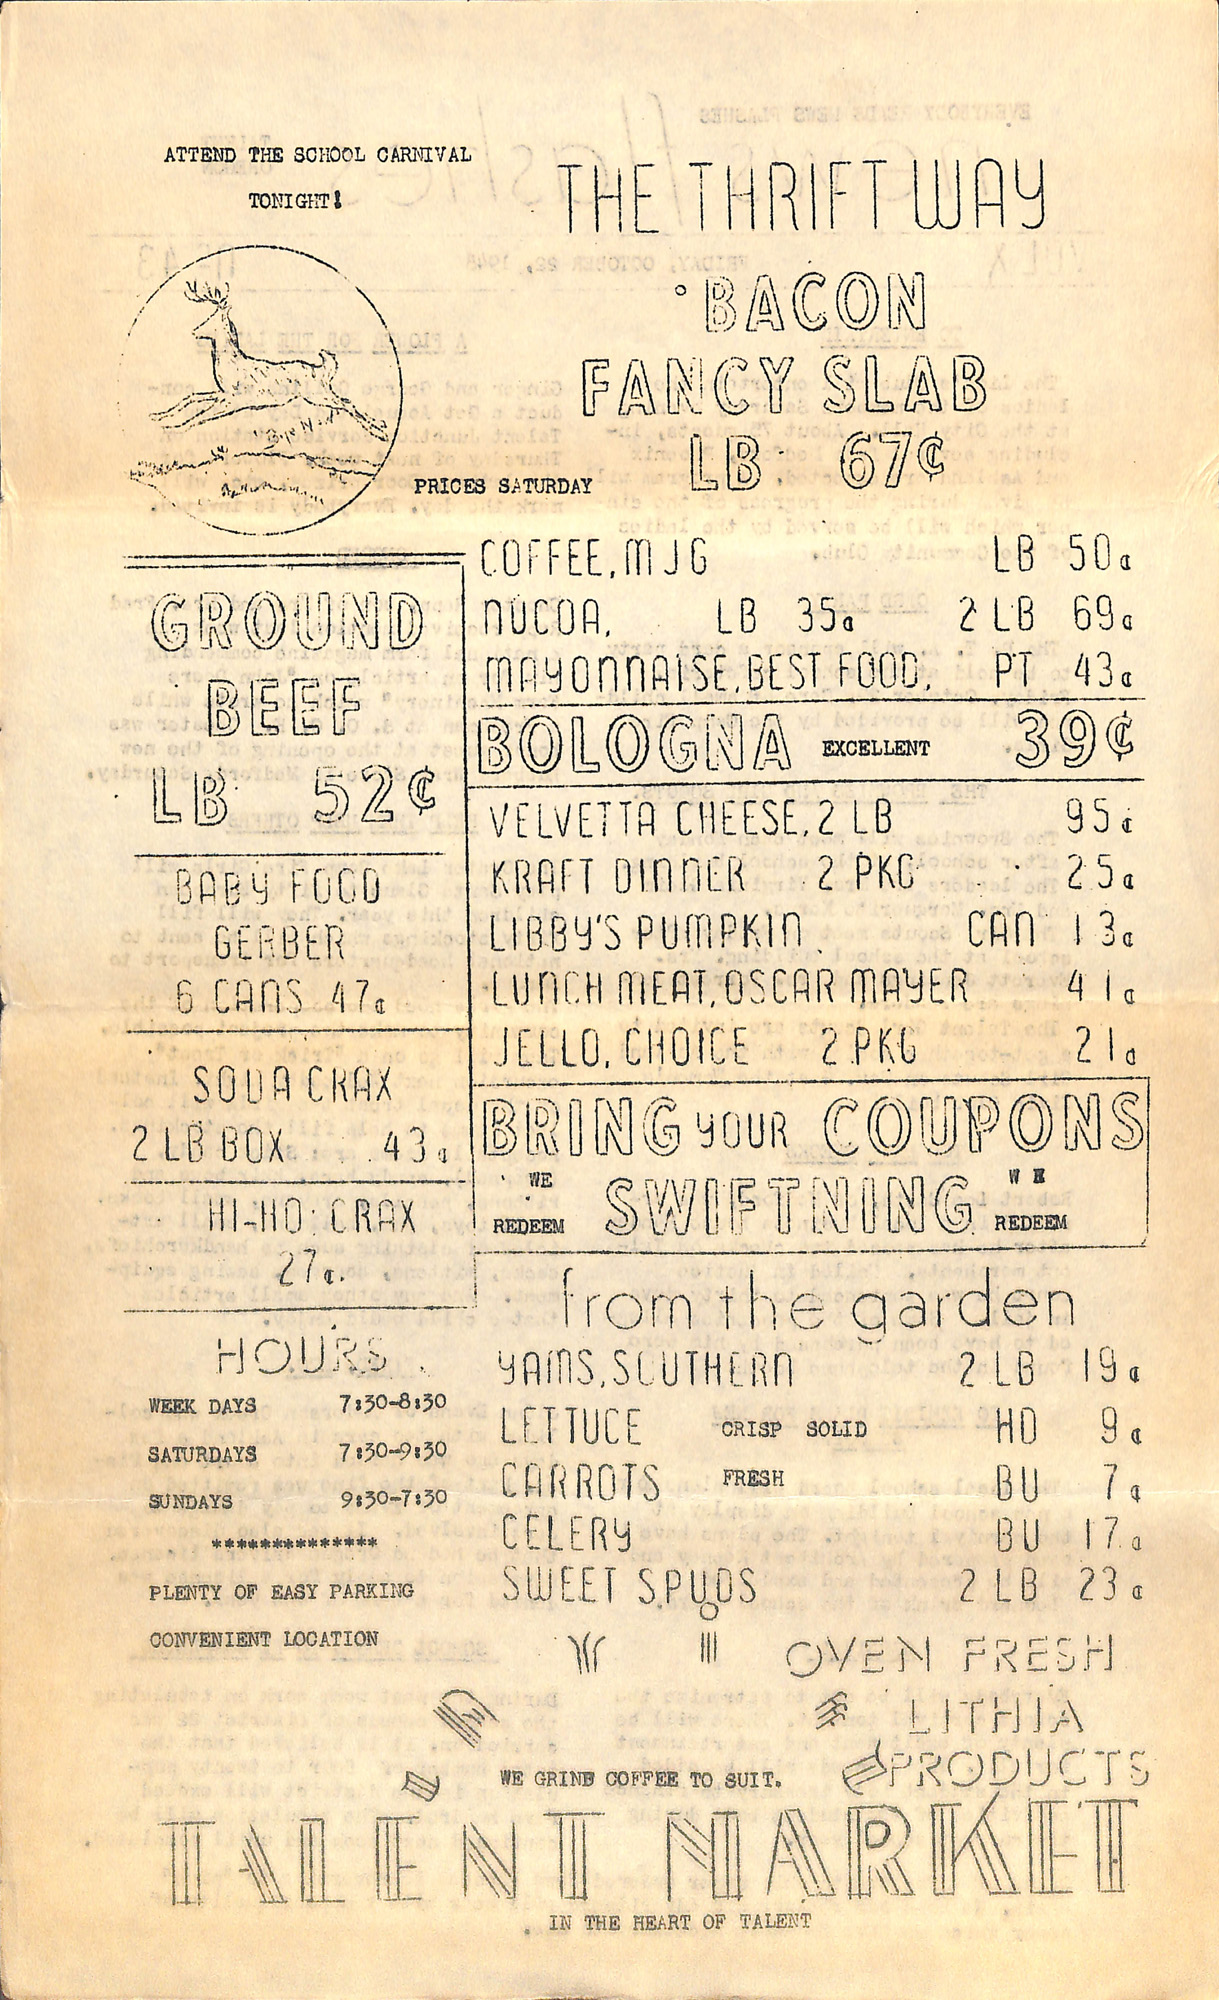 ATTEND THE SCHOOL CARNIVAL
TONIGHT!
THE THRIFT WAY
BACON
FANCY SLAB
LB 67¢
PRICES SATURDAY
COFFEE, MJG LB 50¢
NUCOA, LB 35¢ 2 LB 69¢
MAYONNAISE, BEST FOOD, PT 43¢
BOLOGNA EXCELLENT 39¢
VELVETTA CHEESE, 2 LB 95¢
KRAFT DINNER 2 PKG 25¢
LIBBY'S PUMPKIN CAN 13¢
LUNCH MEAT, OSCAR MAYER 41¢
JELLO, CHOICE 2 PKG 21¢
BRING YOUR COUPONS
WE REDEEM SWIFTNING WE REDEEM
GROUND
BEEF
LB 52¢
BABY FOOD
GERBER
6 CANS 47¢
SODA CRAX
2 LB BOX 43¢
HI-HO CRAX
27¢.
HOURS
WEEK DAYS 7:30-8:30
SATURDAYS 7:30-9:30
SUNDAYS 9:30-7:30
**************
PLENTY OF EASY PARKING
CONVENIENT LOCATION
from the garden
YAMS, SOUTHERN 2 LB 19¢
LETTUCE CRISP SOLID HD 9¢
CARROTS FRESH BU 7¢
CELERY BU 17¢
SWEET SPUDS 2 LB 23¢
OVEN FRESH
LITHIA
PRODUCTS
WE GRIND COFFEE TO SUIT.
TALENT MARKET
IN THE HEART OF TALENT